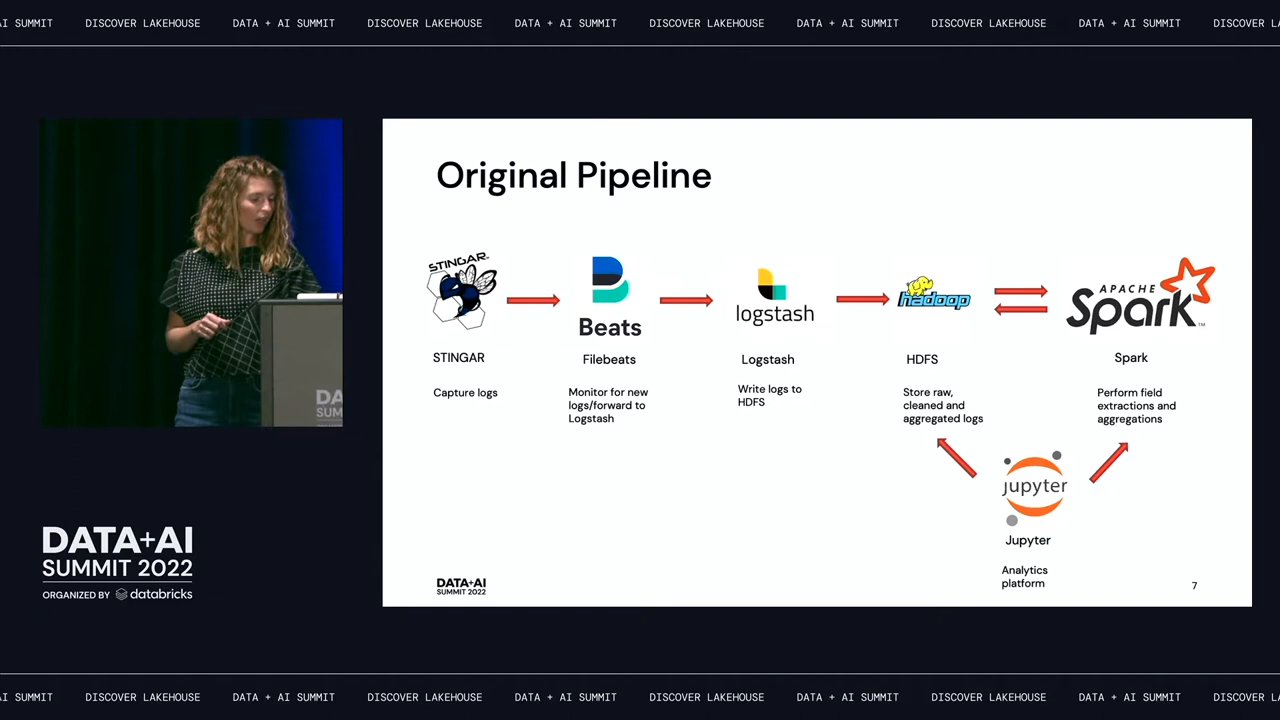 AI SUMMIT DISCOVER LAKEHOUSE DATA + AI SUMMIT DISCOVER LAKEHOUSE DATA + AI SUMMIT DISCOVER LAKEHOUSE DATA + AI SUMMIT DISCOVER LAKEHOUSE DATA + AI SUMMIT DISCOVER
Original Pipeline
STINGAR
Beats
logstash
hadoop
APACHE
Spark
TM
STINGAR
Filebeats
Logstash
HDFS
Spark
Capture logs
Monitor for new
logs/forward to
Logstash
Write logs to
HDFS
Store raw,
cleaned and
aggregated logs
Perform field
extractions and
aggregations
jupyter
Jupyter
Analytics
platform
DATA+AI
SUMMIT 2022
7
DA
SUM
DATA+AI
SUMMIT 2022
ORGANIZED BY databricks
AI SUMMIT DISCOVER LAKEHOUSE DATA + AI SUMMIT DISCOVER LAKEHOUSE DATA + AI SUMMIT DISCOVER LAKEHOUSE DATA + AI SUMMIT DISCOVER LAKEHOUSE DATA + AI SUMMIT DISCOVER